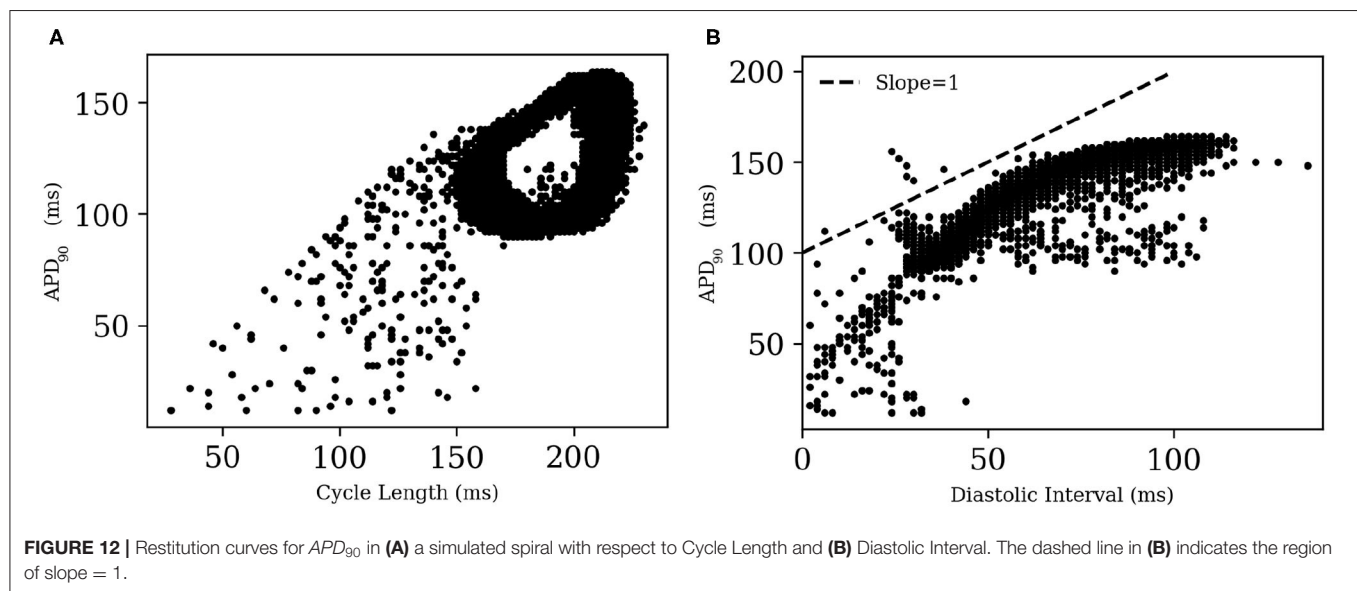 A
B
150
100
50
APD90 (ms)
50
100
150
200
Cycle Length (ms)
200
150
100
50
APD90 (ms)
Slope=1
0
50
100
Diastolic Interval (ms)
FIGURE 12 | Restitution curves for APD90 in (A) a simulated spiral with respect to Cycle Length and (B) Diastolic Interval. The dashed line in (B) indicates the region
of slope = 1.